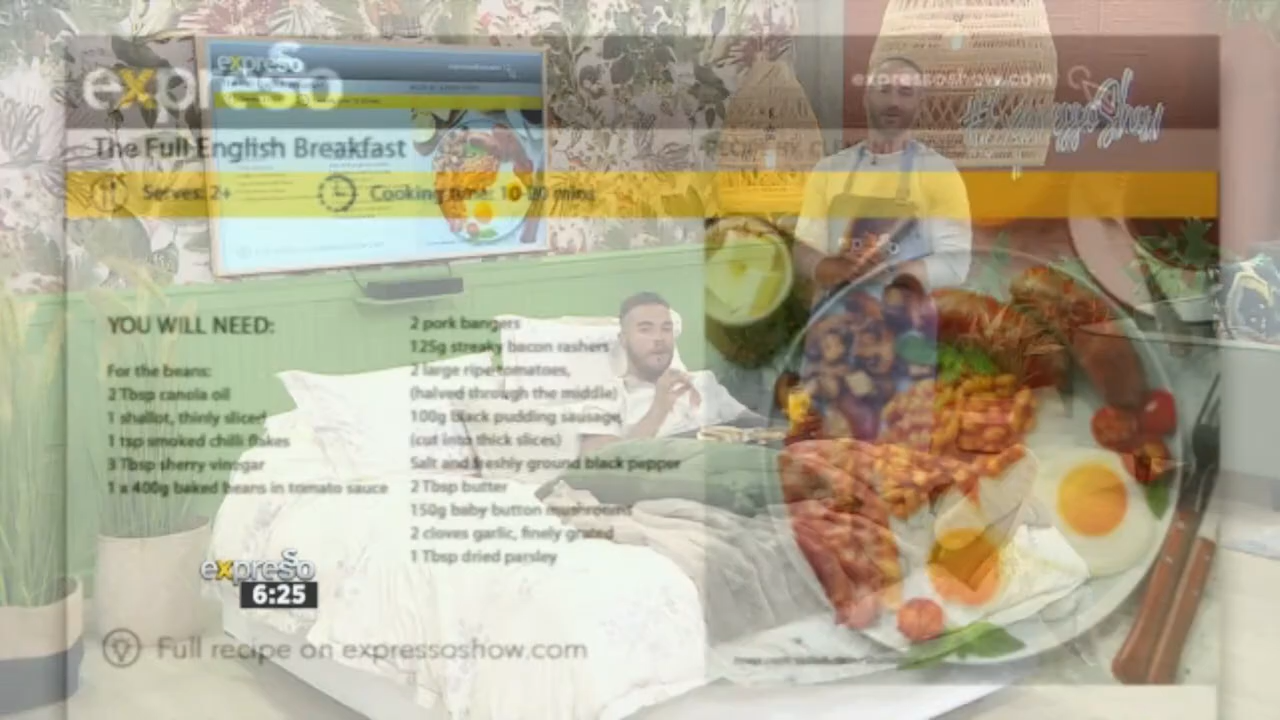 expresso
expresso
expressoshow.com
The Full English Breakfast
Serves: 2+
Cooking time: 10-20 mins
YOU WILL NEED:
For the beans:
2 Tbsp canola oil
1 shallot, thinly sliced
1 tsp smoked chilli flakes
3 Tbsp sherry vinegar
1 x 400g baked beans in tomato sauce
2 pork bangers
125g streaky bacon rashers
2 large ripe tomatoes,
(halved through the middle)
100g black pudding sausage
(cut into thick slices)
Salt and freshly ground black pepper
2 Tbsp butter
150g baby button mushrooms
2 cloves garlic, finely grated
1 Tbsp dried parsley
expresso
6:25
Full recipe on expressoshow.com